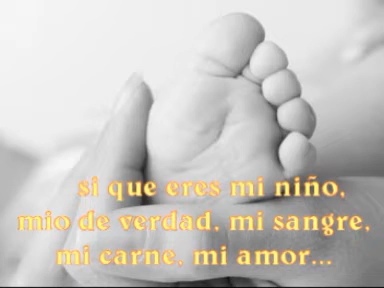 si que eres mi niño,
mio de verdad, mi sangre,
mi carne, mi amor...